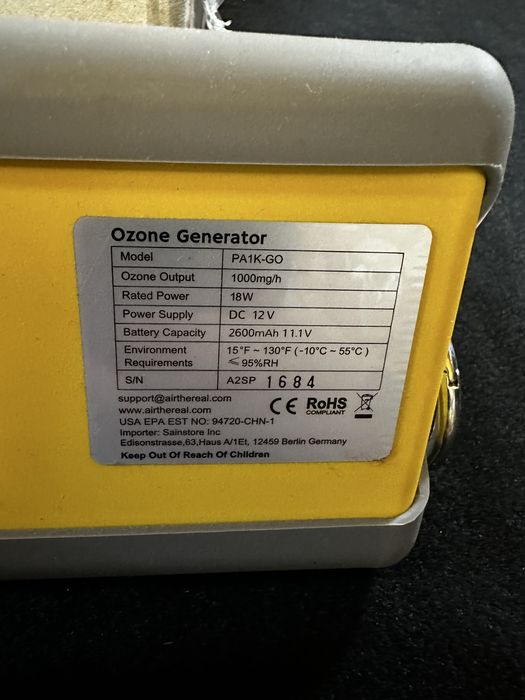 Ozone Generator
Model PA1K-GO
Ozone Output 1000mg/h
Rated Power 18W
Power Supply DC 12V
Battery Capacity 2600mAh 11.1V
Environment Requirements 15°F ~ 130°F (-10°C ~ 55°C) ≤95%RH
S/N A2SP 1684
support@airthereal.com
www.airthereal.com
CE RoHS
COMPLIANT
USA EPA EST NO: 94720-CHN-1
Importer: Sainstore Inc
Edisonstrasse,63,Haus A/1Et, 12459 Berlin Germany
Keep Out Of Reach Of Children